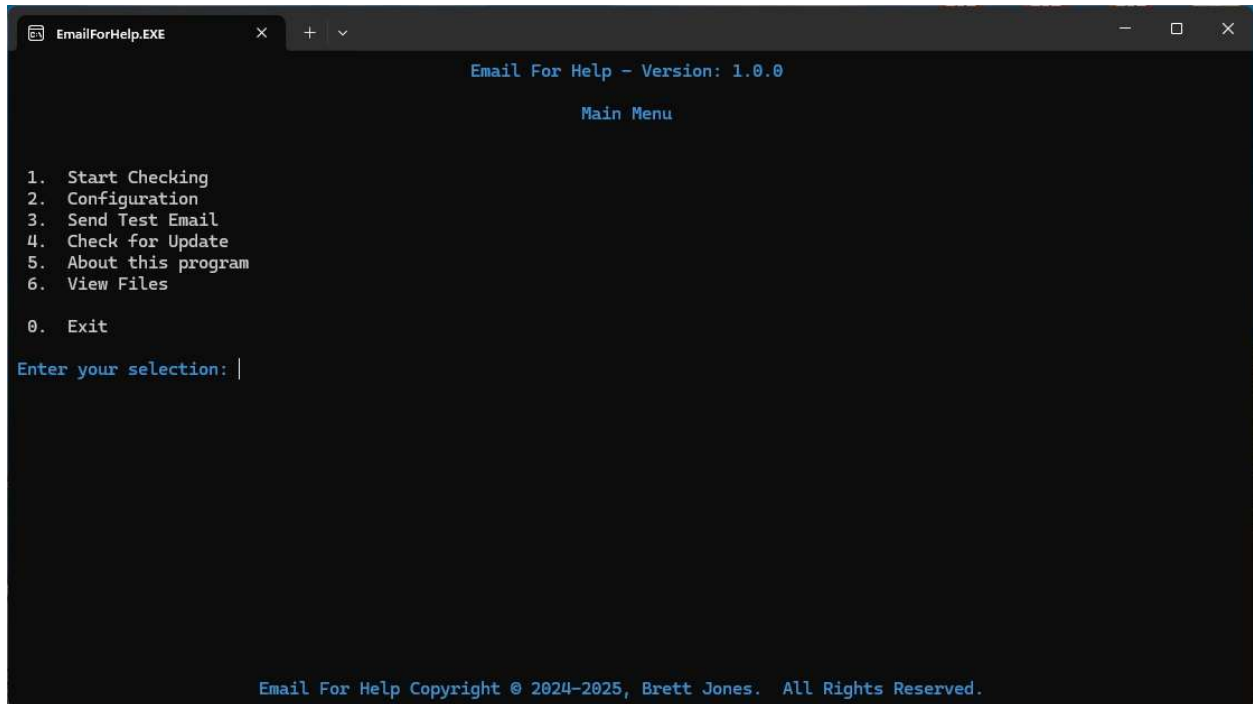 EmailForHelp.EXE
Email For Help - Version: 1.0.0
Main Menu
1. Start Checking
2. Configuration
3. Send Test Email
4. Check for Update
5. About this program
6. View Files
0. Exit
Enter your selection:
Email For Help Copyright © 2024-2025, Brett Jones. All Rights Reserved.